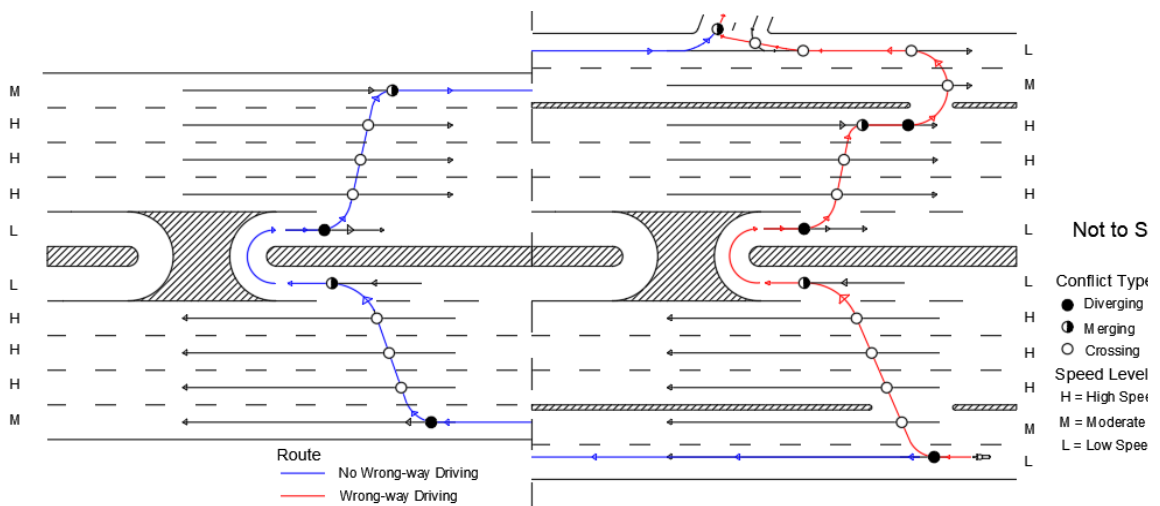 M
H
H
H
L
L
H
H
H
M
L
M
H
H
H
L
L
H
H
H
M
L
Not to S
Conflict Type
Diverging
Merging
Crossing
Speed Level
H = High Spee
M = Moderate
L = Low Spee
Route
No Wrong-way Driving
Wrong-way Driving